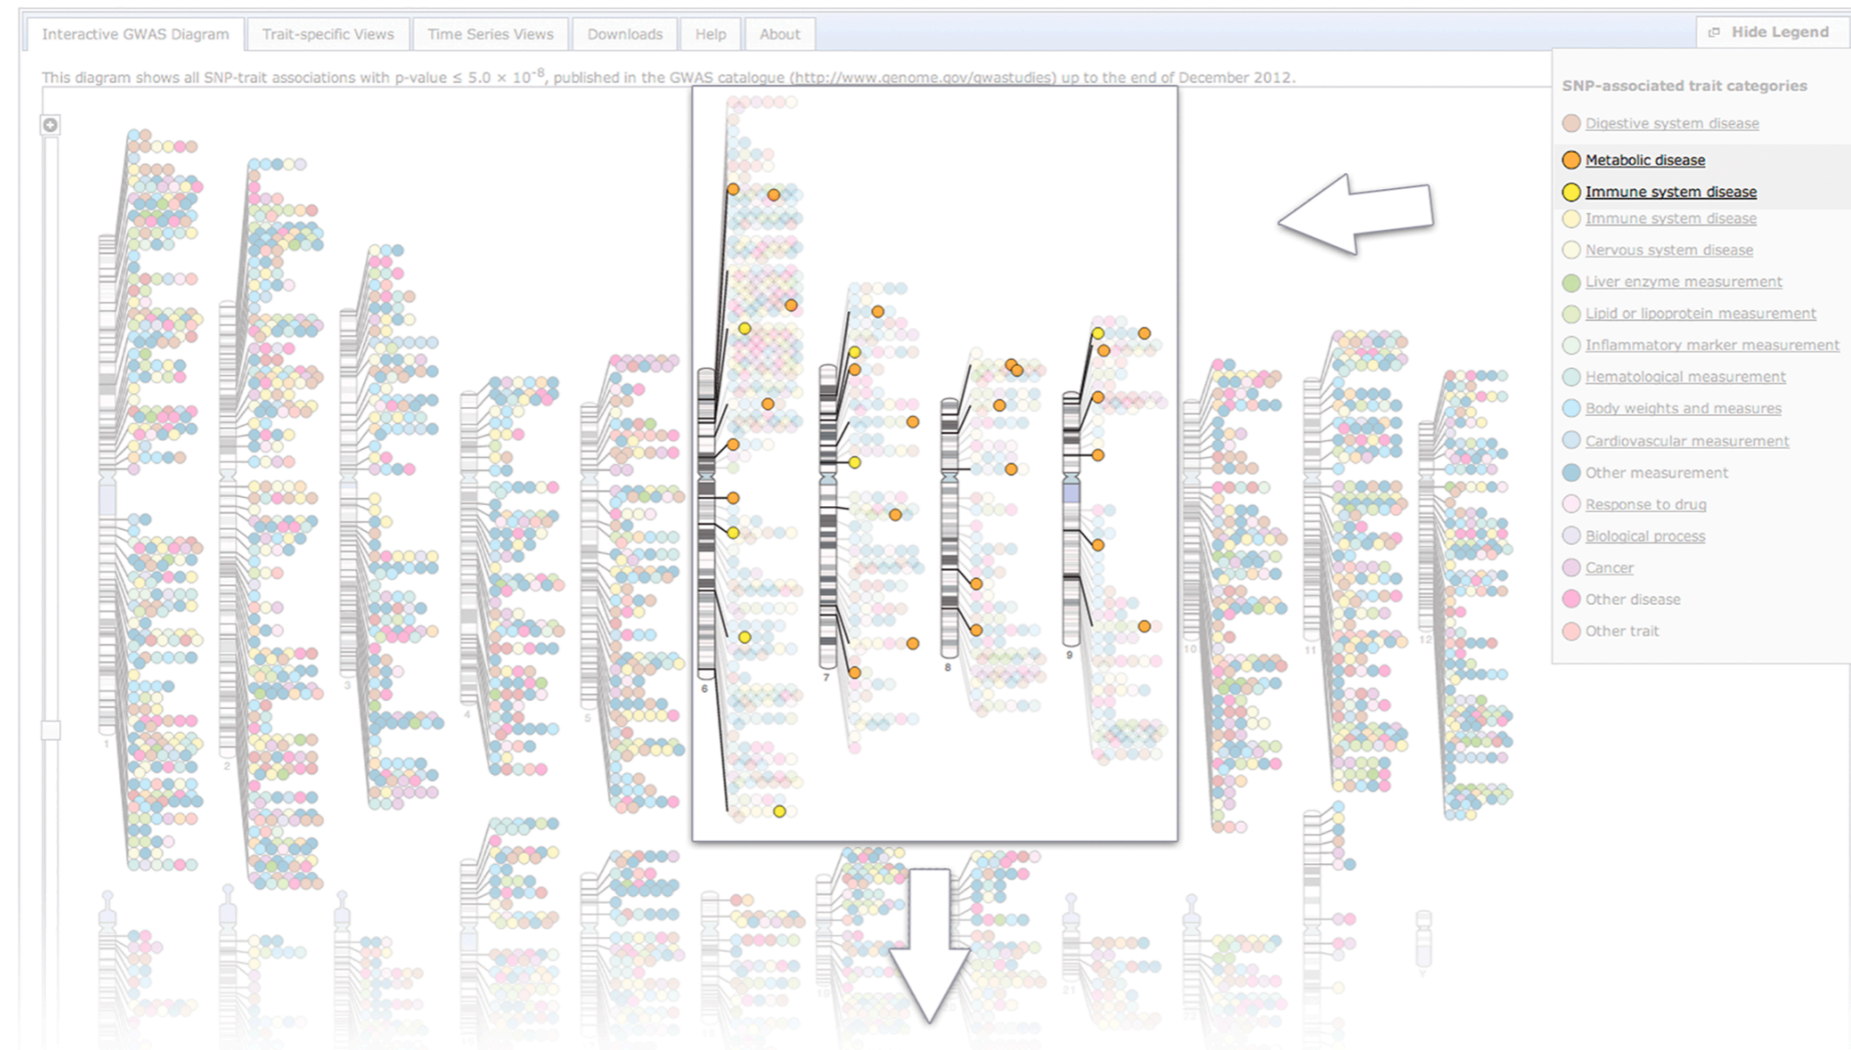 Interactive GWAS Diagram
Trait-specific Views
Time Series Views
Downloads
Help
About
Hide Legend
This diagram shows all SNP-trait associations with p-value ≤ 5.0 × 10⁻⁸, published in the GWAS catalogue (http://www.genome.gov/gwastudies) up to the end of December 2012.
SNP-associated trait categories
Digestive system disease
Metabolic disease
Immune system disease
Immune system disease
Nervous system disease
Liver enzyme measurement
Lipid or lipoprotein measurement
Inflammatory marker measurement
Hematological measurement
Body weights and measures
Cardiovascular measurement
Other measurement
Response to drug
Biological process
Cancer
Other disease
Other trait
1
2
3
4
5
6
7
8
9
10
11
12
21
Y